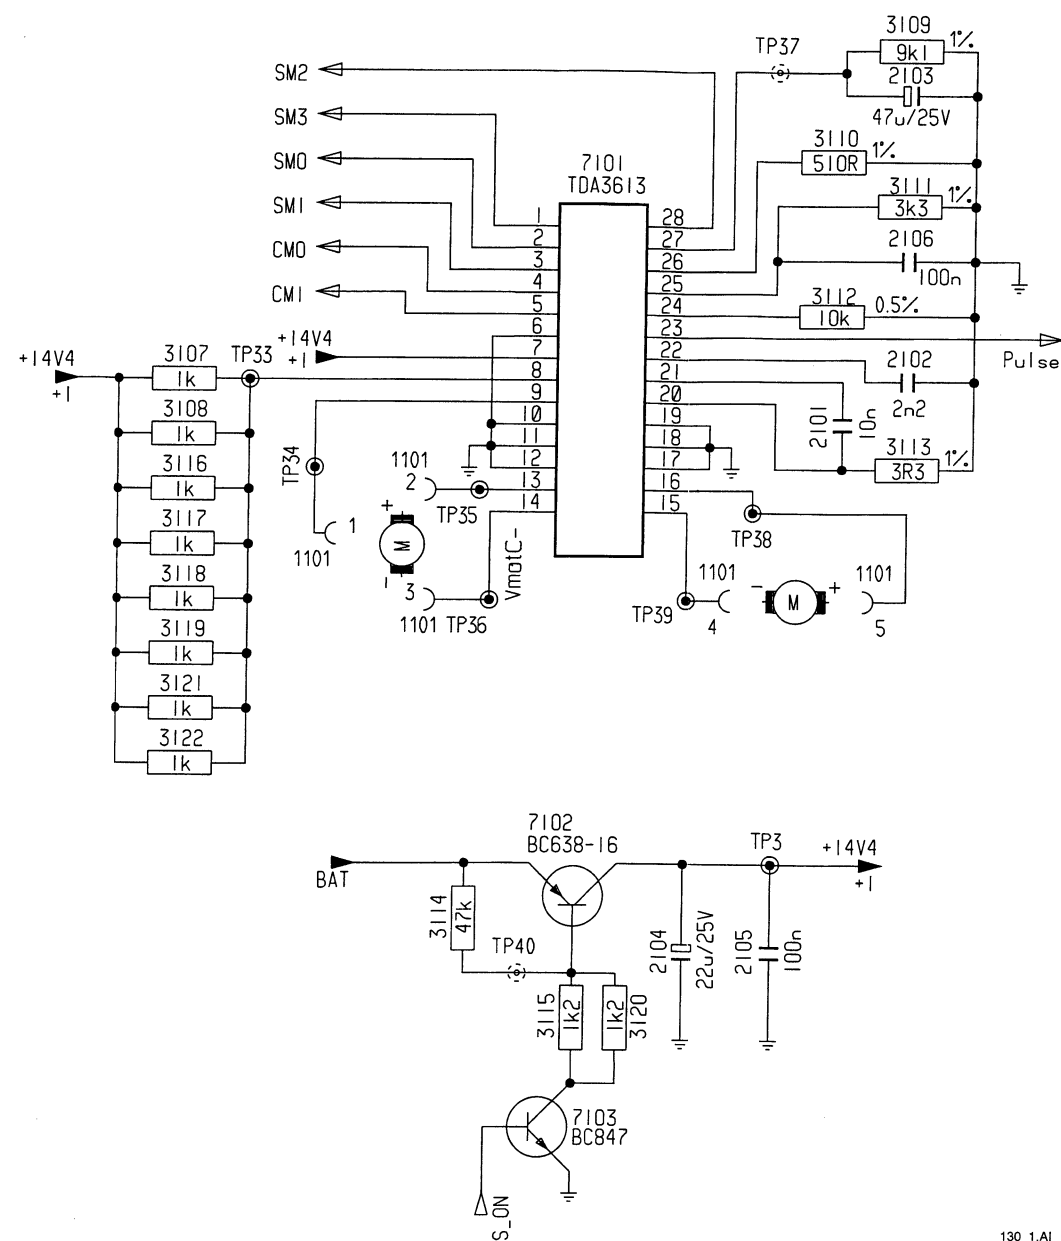 3109
1%
9k1
TP37
2103
47u/25V
SM2
SM3
SM0
SM1
CM0
CM1
7101
TDA3613
3110
1%
510R
3111
1%
3k3
2106
100n
3112
0.5%
10k
Pulse
2102
2n2
2101
10n
3113
1%
3R3
1
2
3
4
5
6
7
8
9
10
11
12
13
14
28
27
26
25
24
23
22
21
20
19
18
17
16
15
+14V4
+1
+14V4
+1
3107
1k
TP33
3108
1k
3116
1k
3117
1k
3118
1k
3119
1k
3121
1k
3122
1k
TP34
1
1101
1101
2
TP35
+
M
-
3
1101 TP36
VmotC-
TP38
TP39
1101
4
-
M
+
1101
5
7102
BC638-16
BAT
3114
47k
TP40
3115
1k2
1k2
3120
2104
22u/25V
TP3
2105
100n
+14V4
+1
7103
BC847
S_ON
130 1.AI